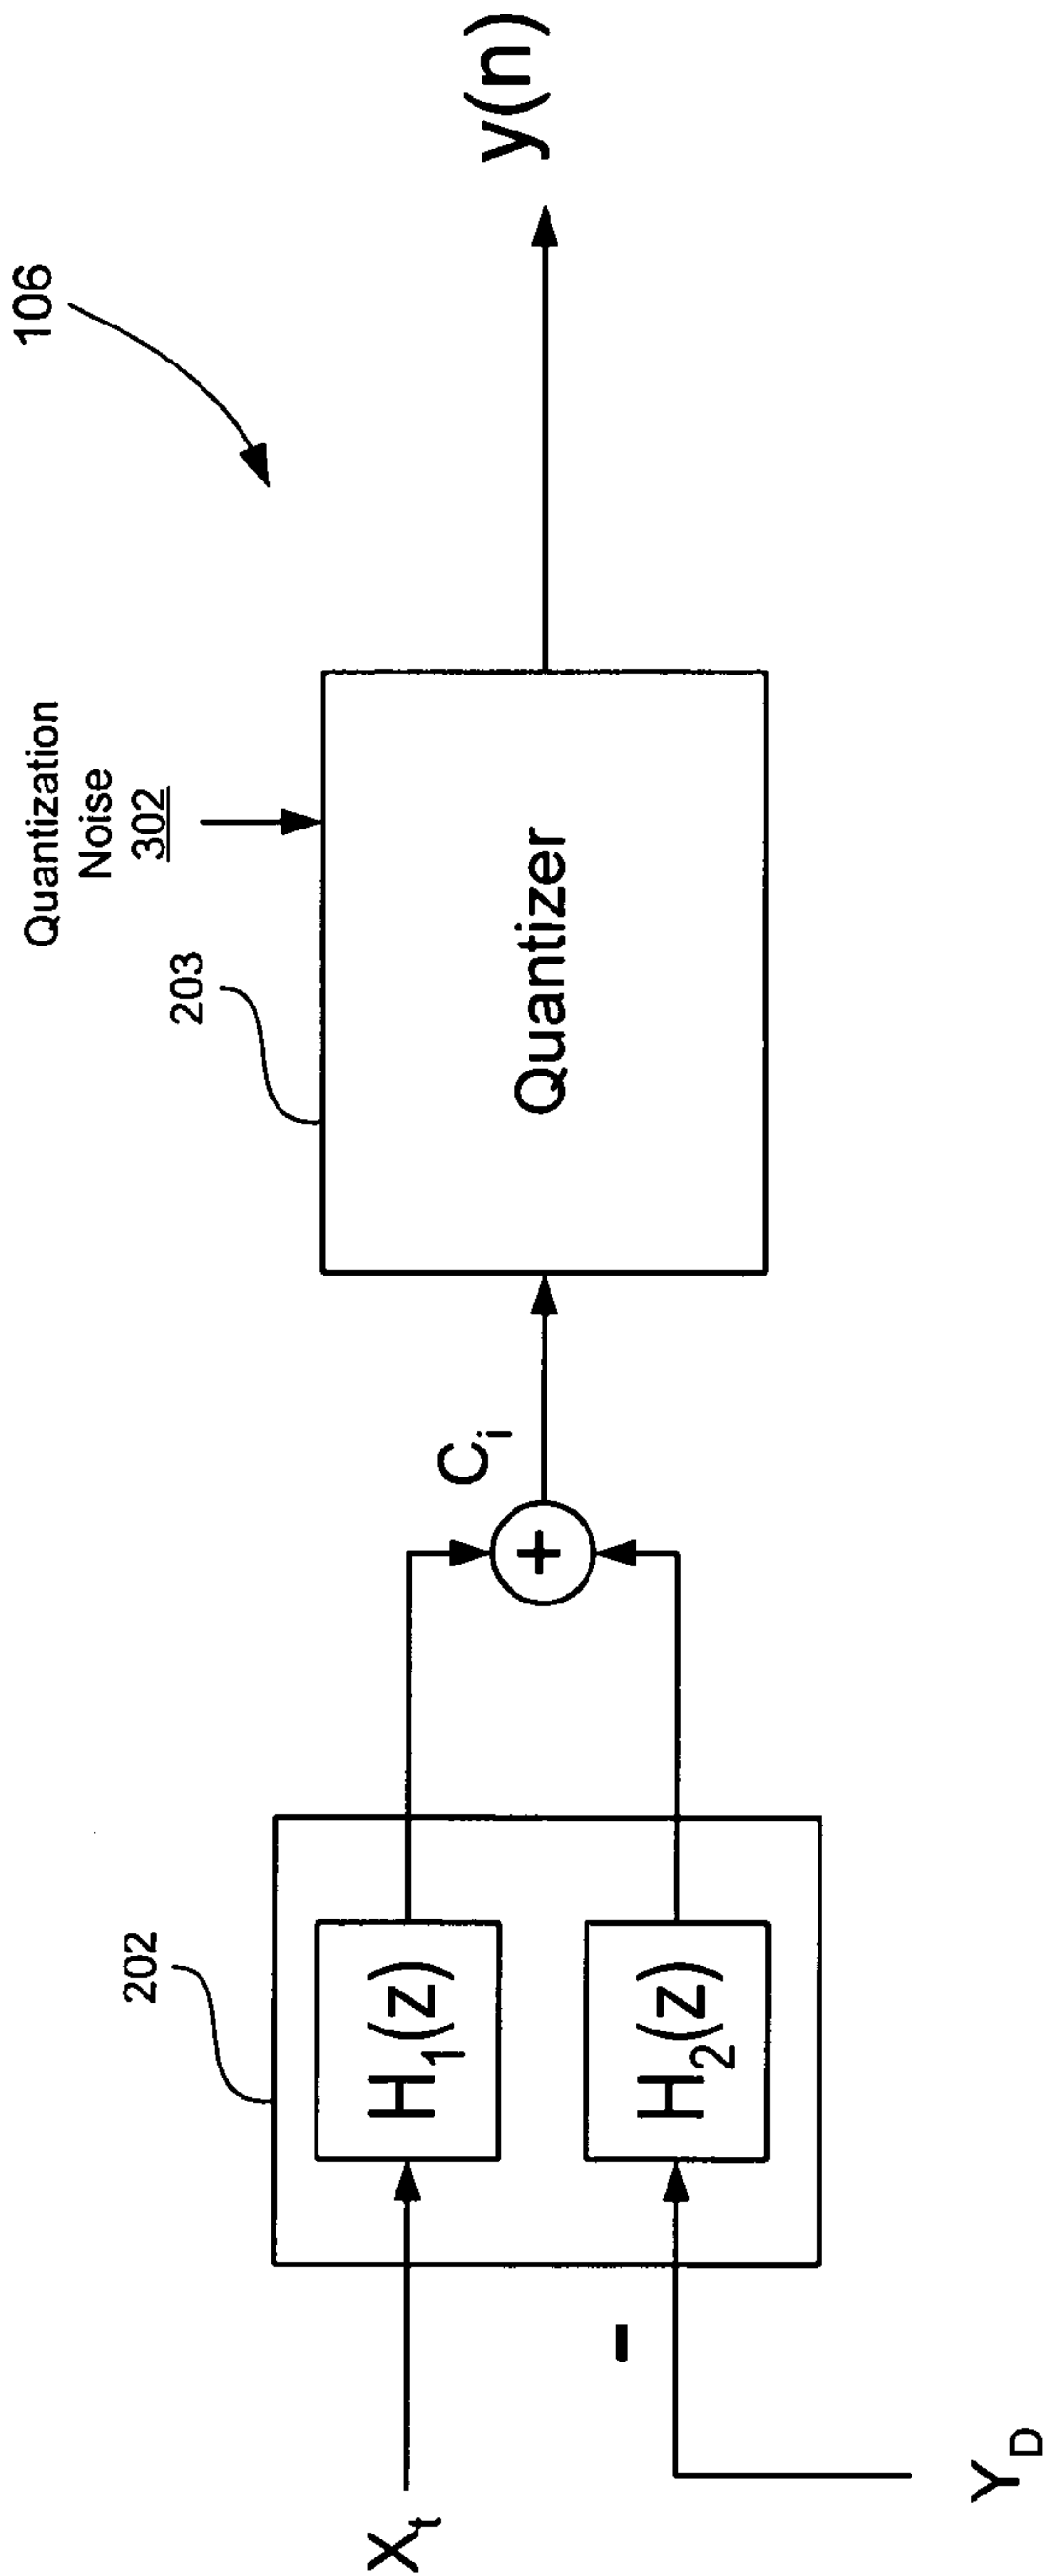 106
Quantization
Noise
302
203
Quantizer
y(n)
C_i
+
202
H_1(z)
H_2(z)
X_t
-
Y_D